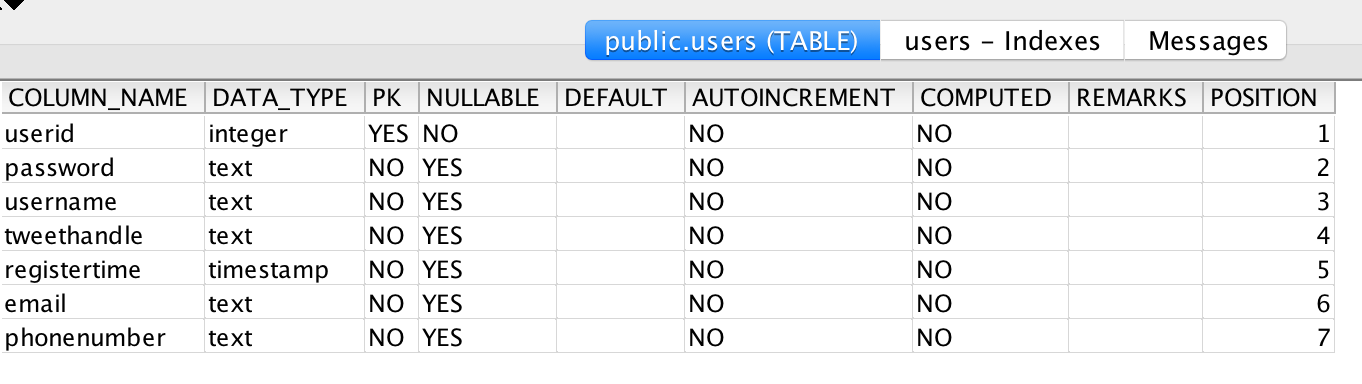 public.users (TABLE) users – Indexes Messages
COLUMN_NAME DATA_TYPE PK NULLABLE DEFAULT AUTOINCREMENT COMPUTED REMARKS POSITION
userid integer YES NO NO NO 1
password text NO YES NO NO 2
username text NO YES NO NO 3
tweethandle text NO YES NO NO 4
registertime timestamp NO YES NO NO 5
email text NO YES NO NO 6
phonenumber text NO YES NO NO 7